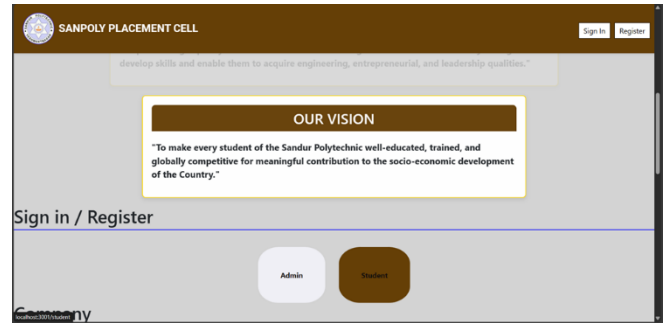 SANPOLY PLACEMENT CELL
Sign In
Register
develop skills and enable them to acquire engineering, entrepreneurial, and leadership qualities."
OUR VISION
"To make every student of the Sandur Polytechnic well-educated, trained, and
globally competitive for meaningful contribution to the socio-economic development
of the Country."
Sign in / Register
Admin
Student
Company
localhost:3001/student